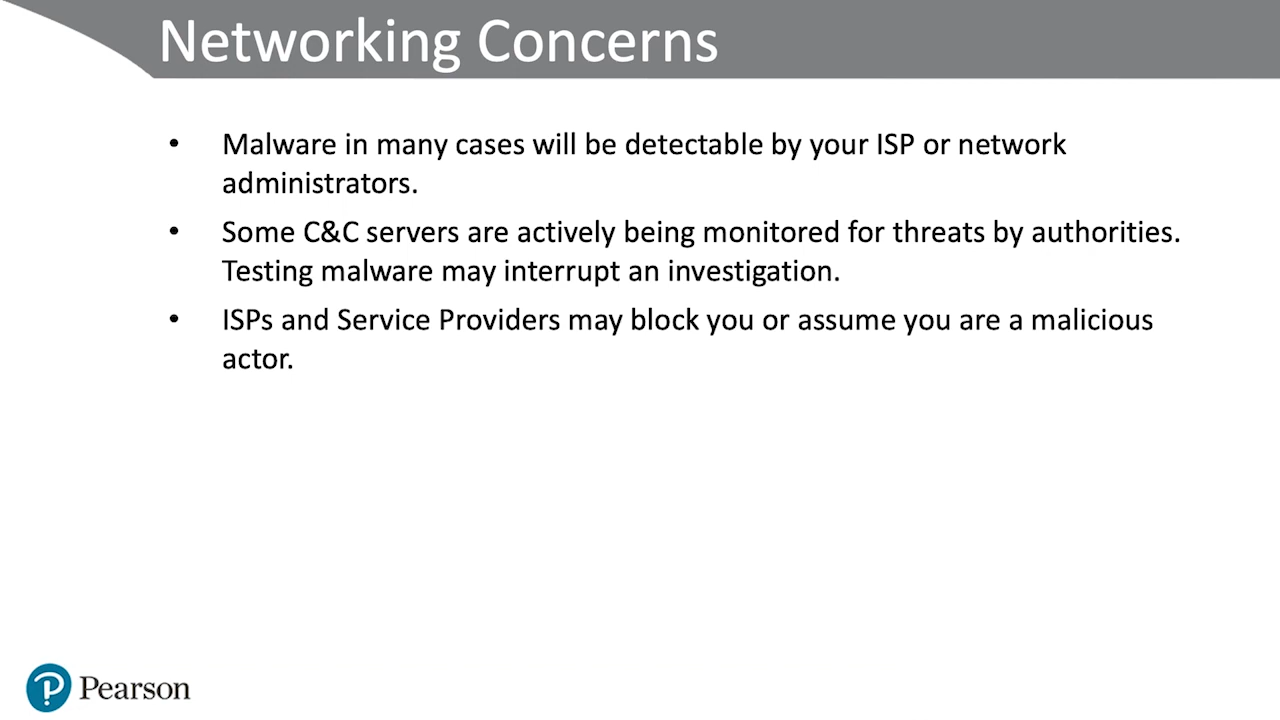 Networking Concerns
• Malware in many cases will be detectable by your ISP or network
administrators.
• Some C&C servers are actively being monitored for threats by authorities.
Testing malware may interrupt an investigation.
• ISPs and Service Providers may block you or assume you are a malicious
actor.
Pearson